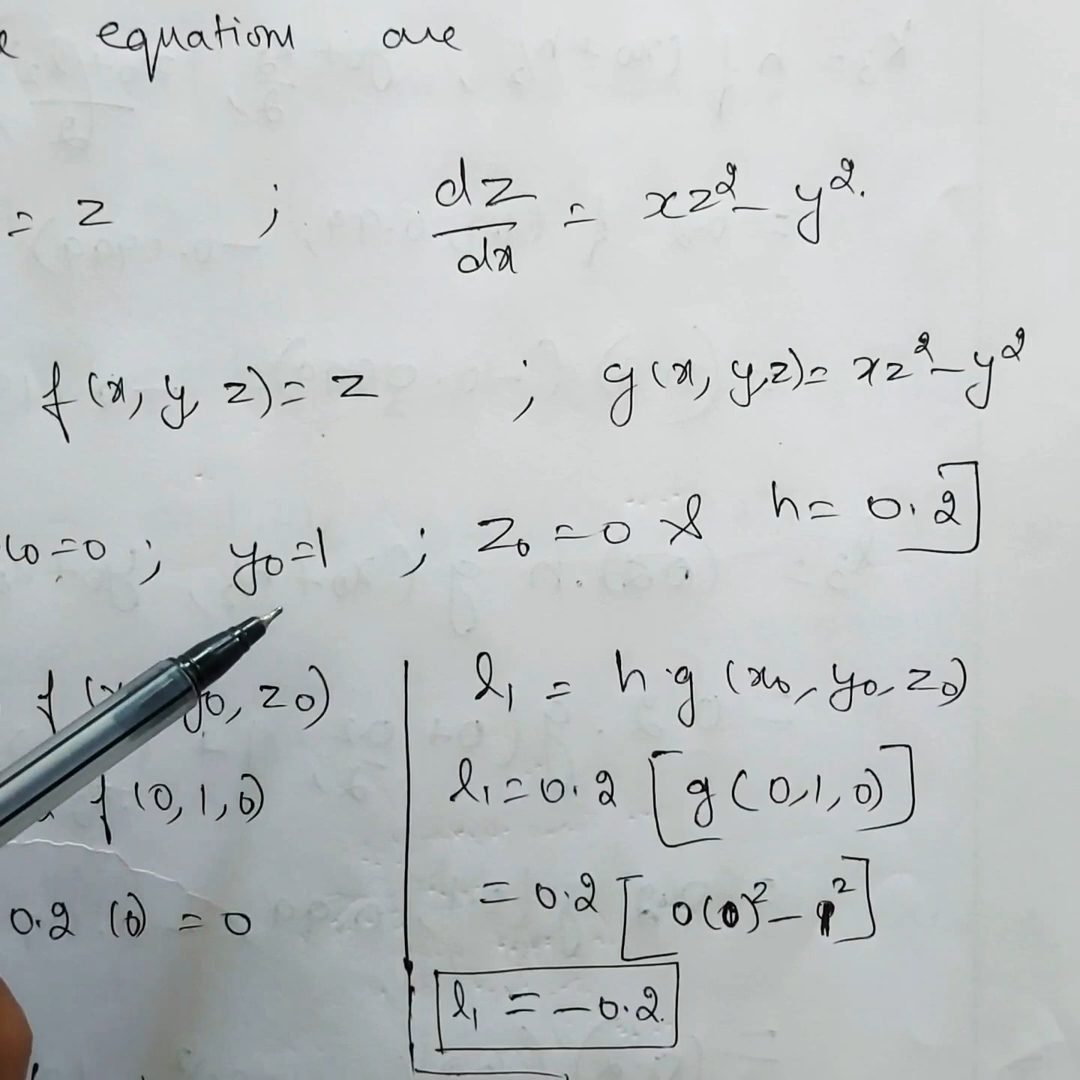 equations are
= z ; dz/dx = xz² - y².
f(x, y, z) = z ; g(x, y, z) = xz² - y²
x₀ = 0 ; y₀ = 1 ; z₀ = 0 & h = 0.2]
f(x₀, y₀, z₀)
f(0, 1, 0)
0.2 (0) = 0
l₁ = h·g (x₀, y₀, z₀)
l₁ = 0.2 [g(0,1,0)]
= 0.2 [0(0)² - 1²]
l₁ = -0.2